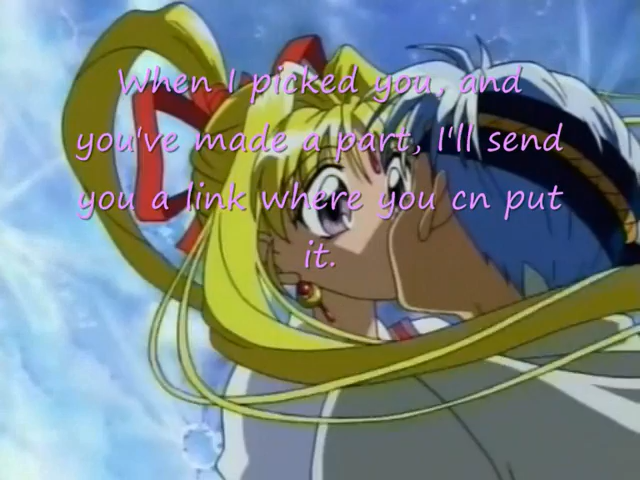 When I picked you, and
you've made a part, I'll send
you a link where you cn put
it.